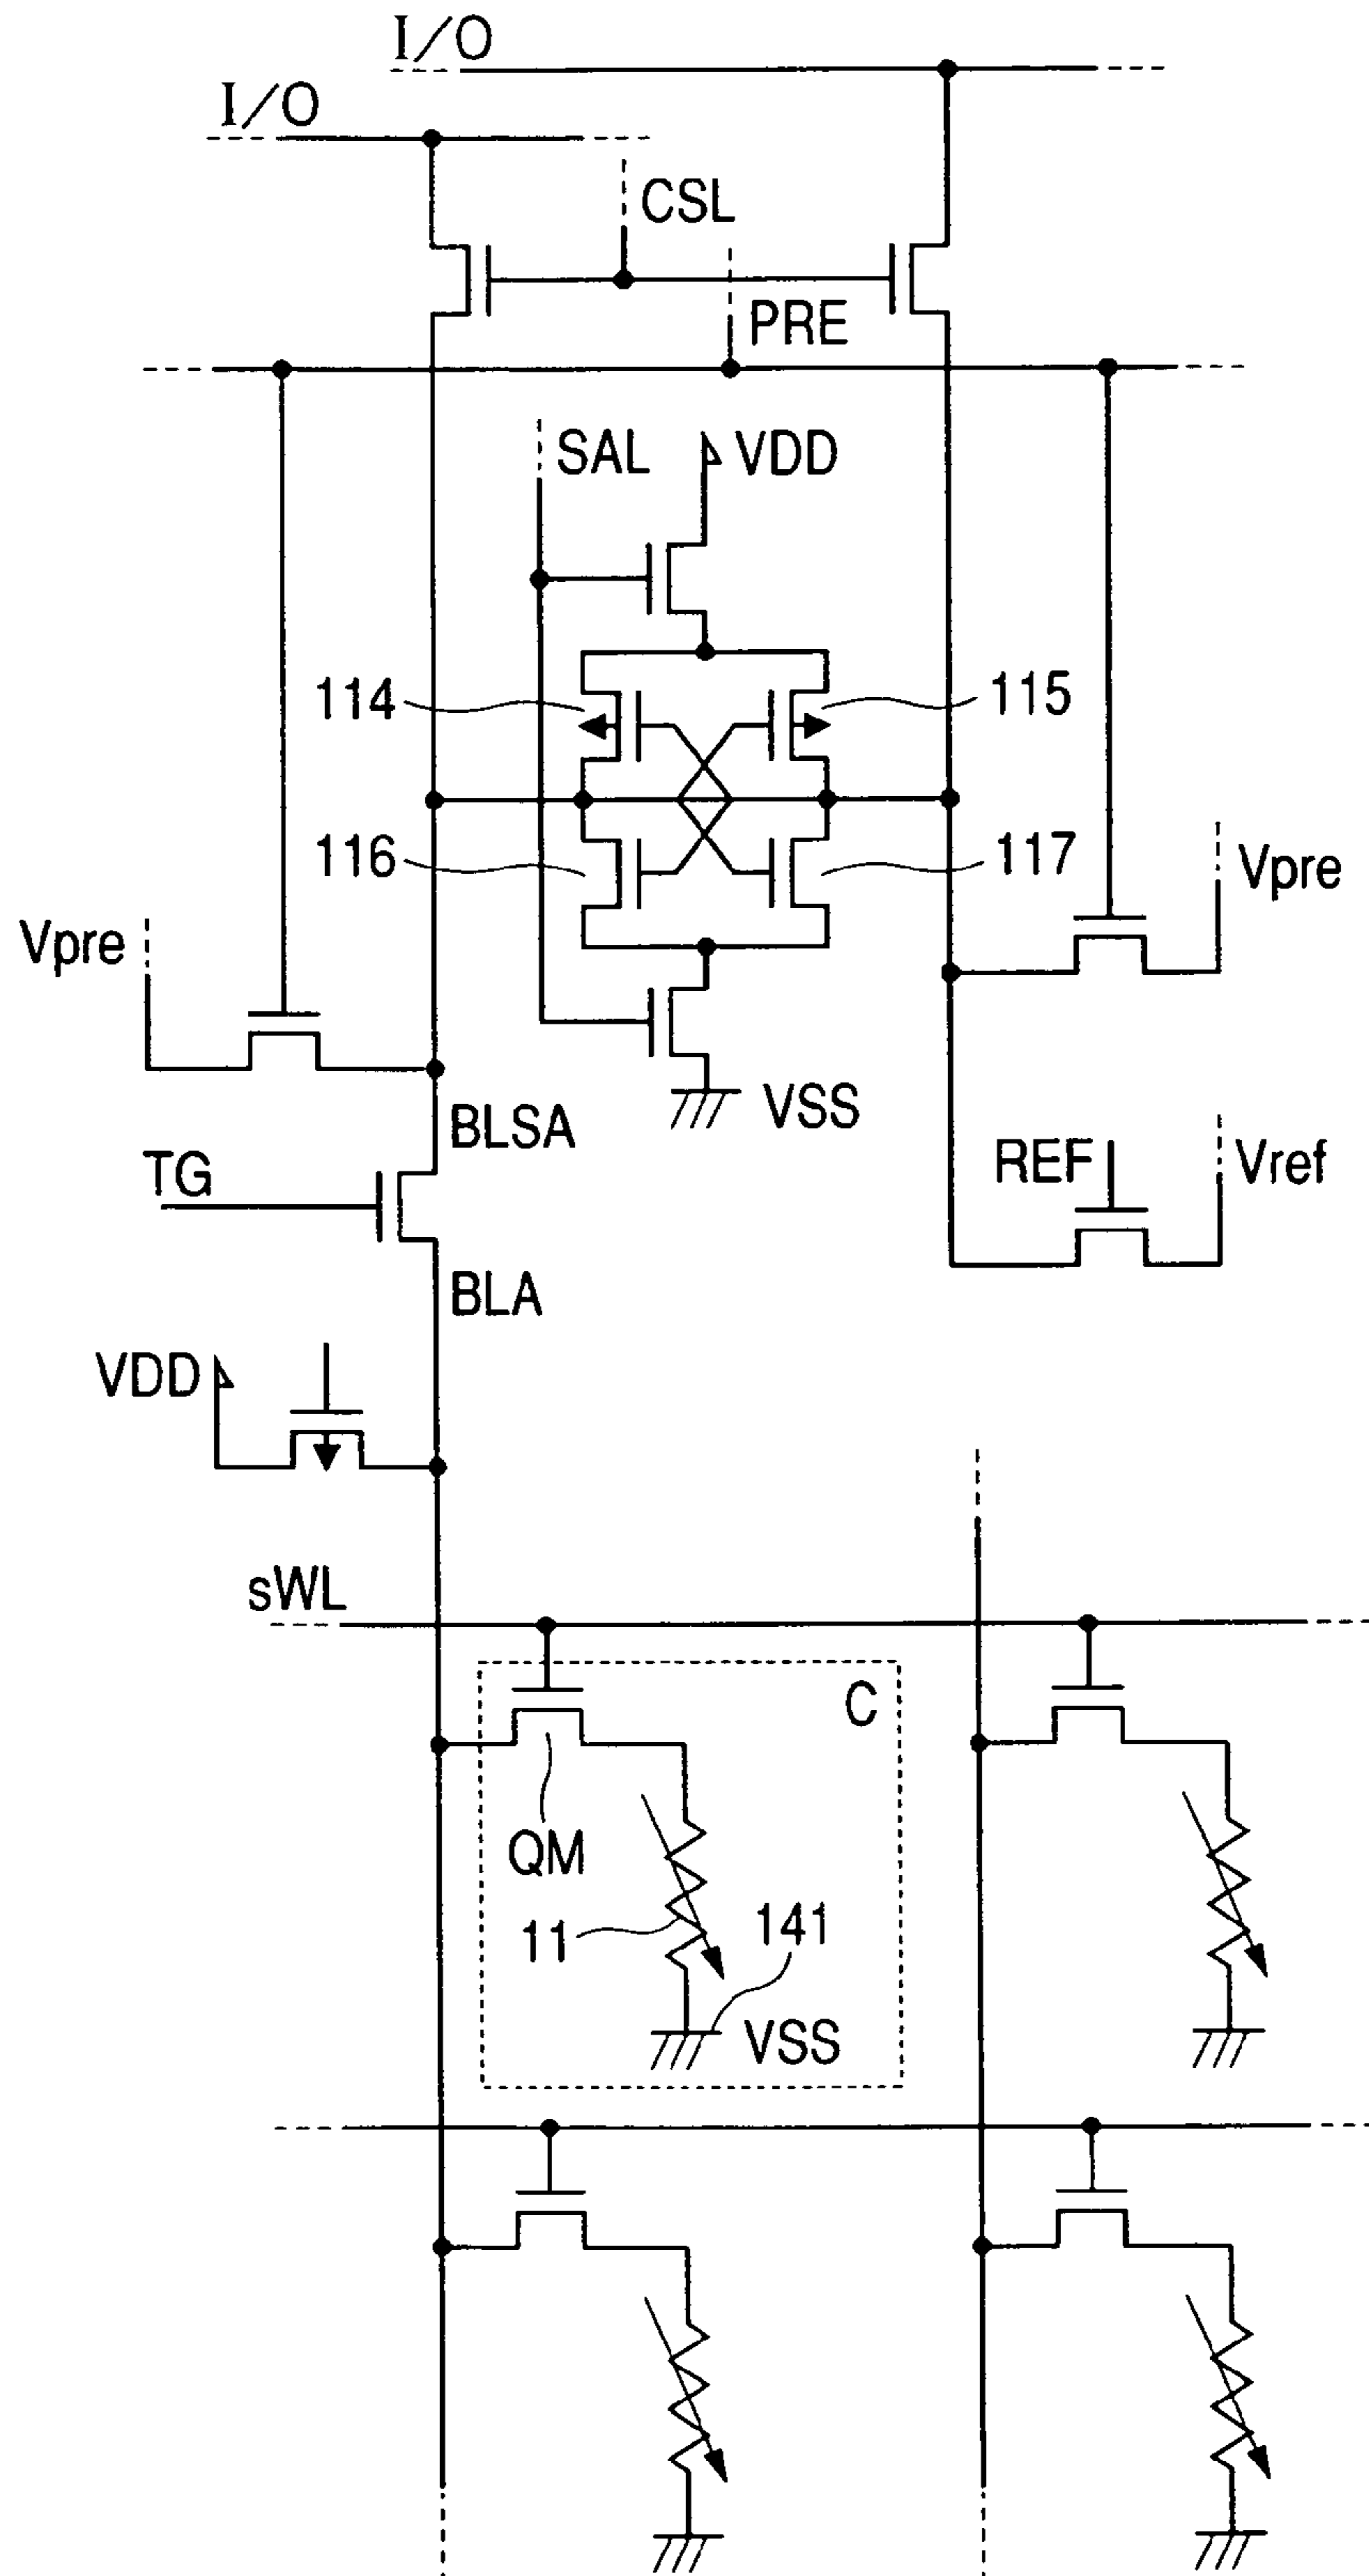 I/O
I/O
CSL
PRE
SAL
VDD
114
115
116
117
Vpre
Vpre
VSS
BLSA
TG
REF
Vref
BLA
VDD
sWL
C
QM
11
141
VSS